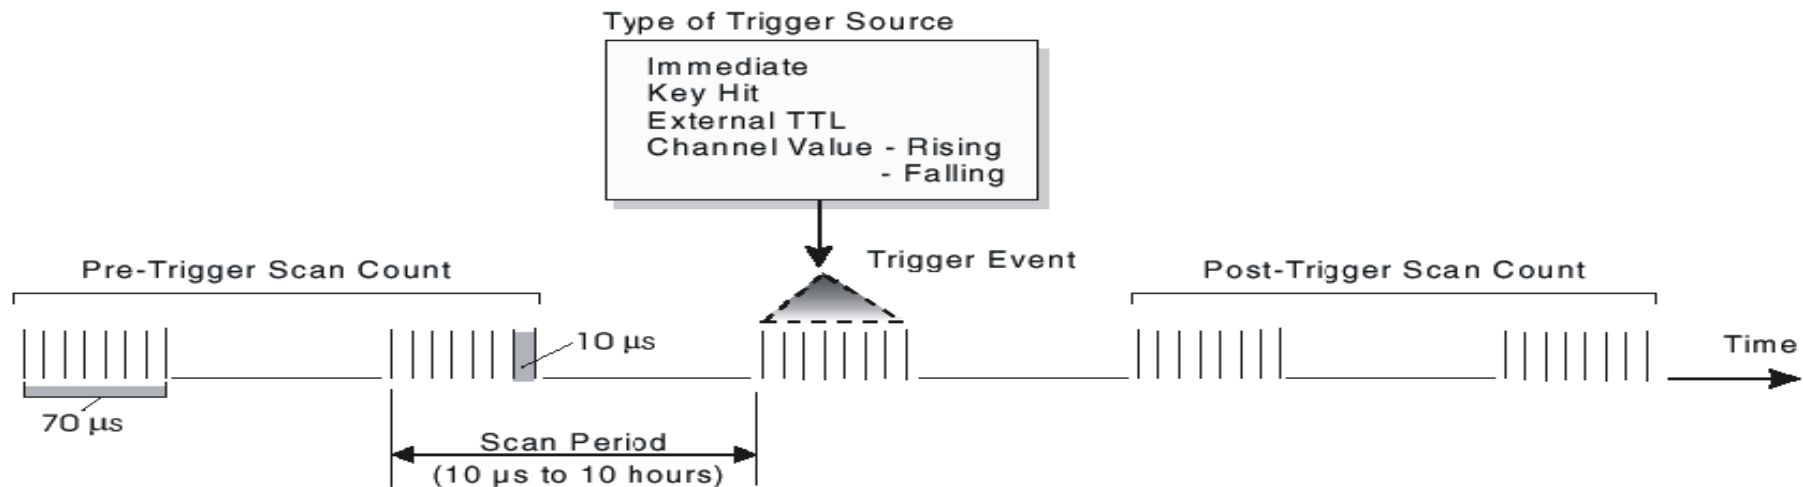 Type of Trigger Source
Immediate
Key Hit
External TTL
Channel Value - Rising
- Falling
Trigger Event
Pre-Trigger Scan Count
Post-Trigger Scan Count
10 µs
Time
70 µs
Scan Period
(10 µs to 10 hours)